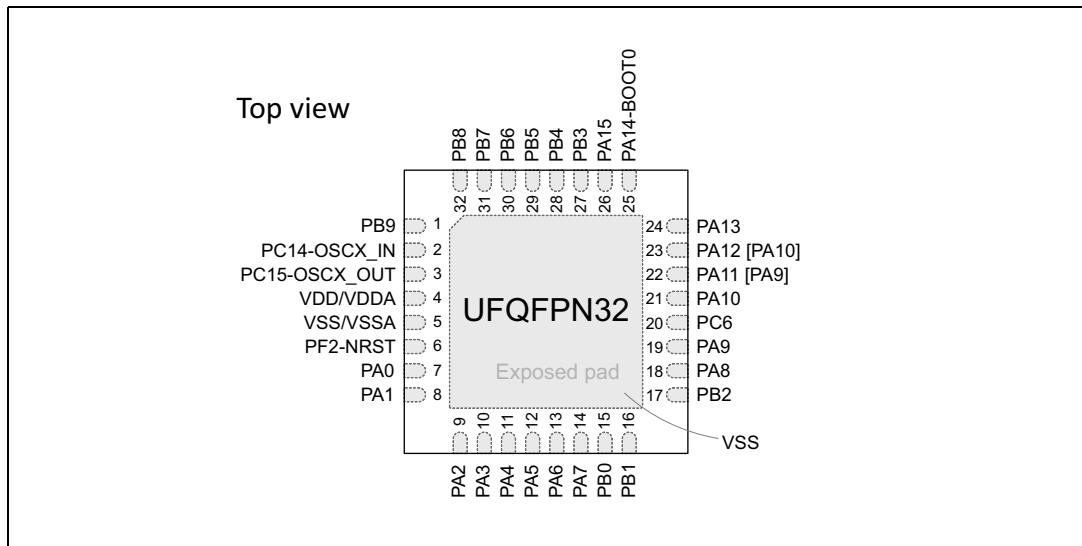 Top view
PB8
PB7
PB6
PB5
PB4
PB3
PA15
PA14-BOOT0
32
31
30
29
28
27
26
25
PB9 1
PC14-OSCX_IN 2
PC15-OSCX_OUT 3
VDD/VDDA 4
VSS/VSSA 5
PF2-NRST 6
PA0 7
PA1 8
24 PA13
23 PA12 [PA10]
22 PA11 [PA9]
21 PA10
20 PC6
19 PA9
18 PA8
17 PB2
UFQFPN32
Exposed pad
VSS
9
10
11
12
13
14
15
16
PA2
PA3
PA4
PA5
PA6
PA7
PB0
PB1